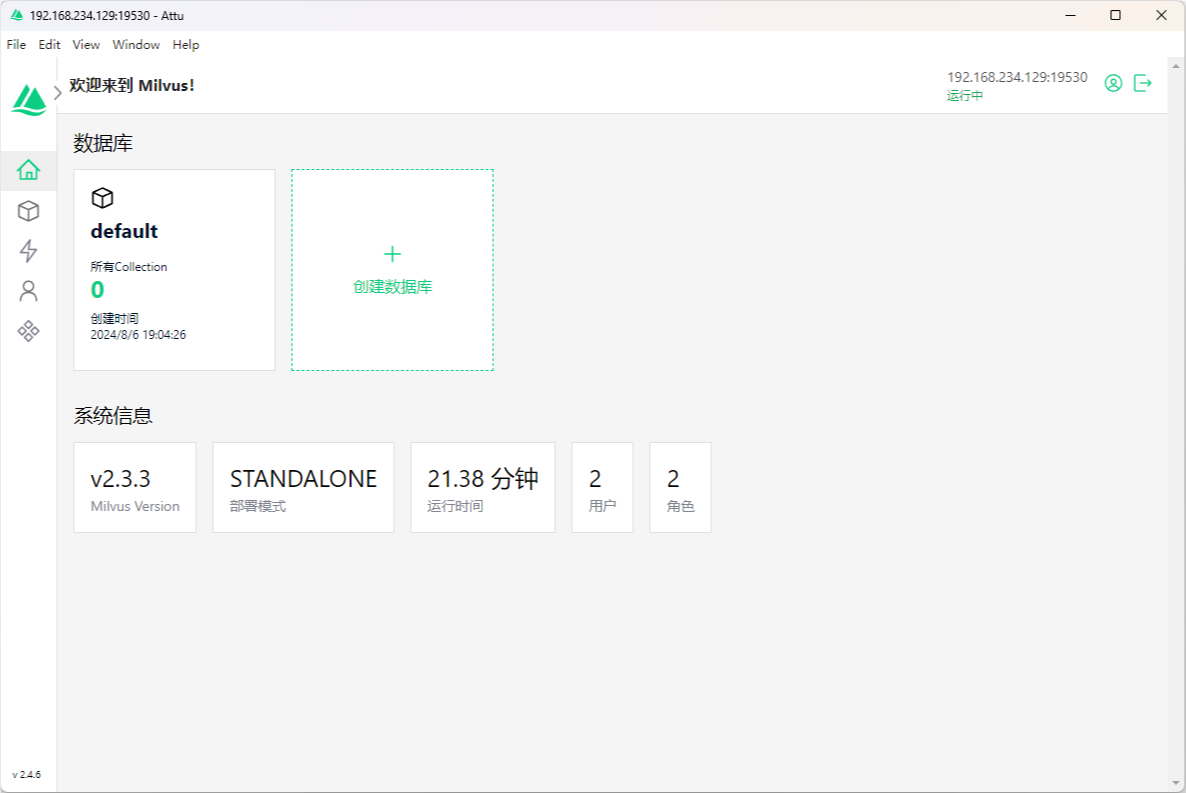 192.168.234.129:19530 - Attu
File Edit View Window Help
欢迎来到 Milvus!
192.168.234.129:19530
运行中
数据库
default
所有Collection
0
创建时间
2024/8/6 19:04:26
创建数据库
系统信息
v2.3.3
Milvus Version
STANDALONE
部署模式
21.38 分钟
运行时间
2
用户
2
角色
v 2.4.6